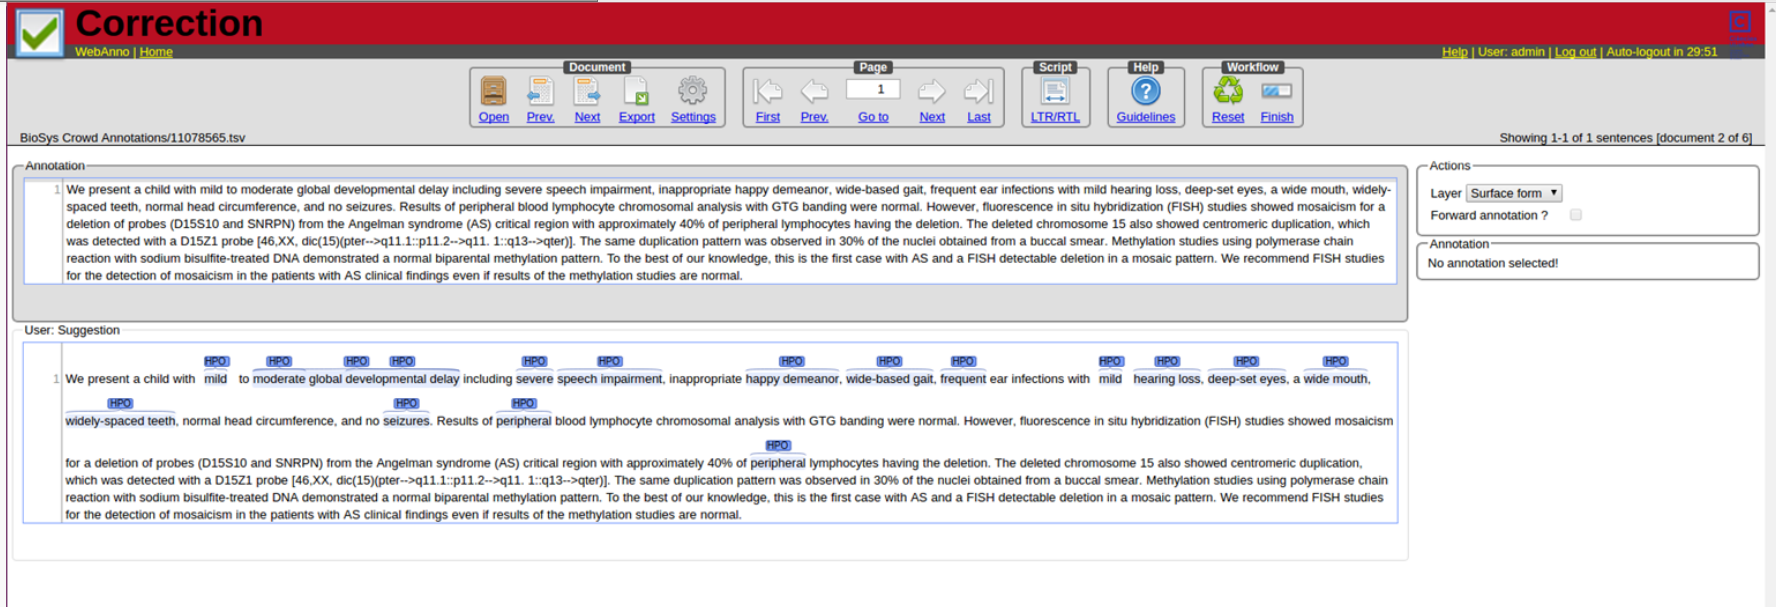 Correction
WebAnno | Home
Help | User: admin | Log out | Auto-logout in 29:51
Document
Page
Script
Help
Workflow
1
Open Prev. Next Export Settings
First Prev. Go to Next Last
LTR/RTL
Guidelines
Reset Finish
BioSys Crowd Annotations/11078565.tsv
Showing 1-1 of 1 sentences [document 2 of 6]
Annotation
1 We present a child with mild to moderate global developmental delay including severe speech impairment, inappropriate happy demeanor, wide-based gait, frequent ear infections with mild hearing loss, deep-set eyes, a wide mouth, widely-
spaced teeth, normal head circumference, and no seizures. Results of peripheral blood lymphocyte chromosomal analysis with GTG banding were normal. However, fluorescence in situ hybridization (FISH) studies showed mosaicism for a
deletion of probes (D15S10 and SNRPN) from the Angelman syndrome (AS) critical region with approximately 40% of peripheral lymphocytes having the deletion. The deleted chromosome 15 also showed centromeric duplication, which
was detected with a D15Z1 probe [46,XX, dic(15)(pter-->q11.1::p11.2-->q11. 1::q13-->qter)]. The same duplication pattern was observed in 30% of the nuclei obtained from a buccal smear. Methylation studies using polymerase chain
reaction with sodium bisulfite-treated DNA demonstrated a normal biparental methylation pattern. To the best of our knowledge, this is the first case with AS and a FISH detectable deletion in a mosaic pattern. We recommend FISH studies
for the detection of mosaicism in the patients with AS clinical findings even if results of the methylation studies are normal.
Actions
Layer Surface form
Forward annotation ?
Annotation
No annotation selected!
User: Suggestion
HPO HPO HPO HPO HPO HPO HPO HPO HPO HPO HPO HPO HPO
1 We present a child with mild to moderate global developmental delay including severe speech impairment, inappropriate happy demeanor, wide-based gait, frequent ear infections with mild hearing loss, deep-set eyes, a wide mouth,
HPO HPO HPO
widely-spaced teeth, normal head circumference, and no seizures. Results of peripheral blood lymphocyte chromosomal analysis with GTG banding were normal. However, fluorescence in situ hybridization (FISH) studies showed mosaicism
HPO
for a deletion of probes (D15S10 and SNRPN) from the Angelman syndrome (AS) critical region with approximately 40% of peripheral lymphocytes having the deletion. The deleted chromosome 15 also showed centromeric duplication,
which was detected with a D15Z1 probe [46,XX, dic(15)(pter-->q11.1::p11.2-->q11. 1::q13-->qter)]. The same duplication pattern was observed in 30% of the nuclei obtained from a buccal smear. Methylation studies using polymerase chain
reaction with sodium bisulfite-treated DNA demonstrated a normal biparental methylation pattern. To the best of our knowledge, this is the first case with AS and a FISH detectable deletion in a mosaic pattern. We recommend FISH studies
for the detection of mosaicism in the patients with AS clinical findings even if results of the methylation studies are normal.